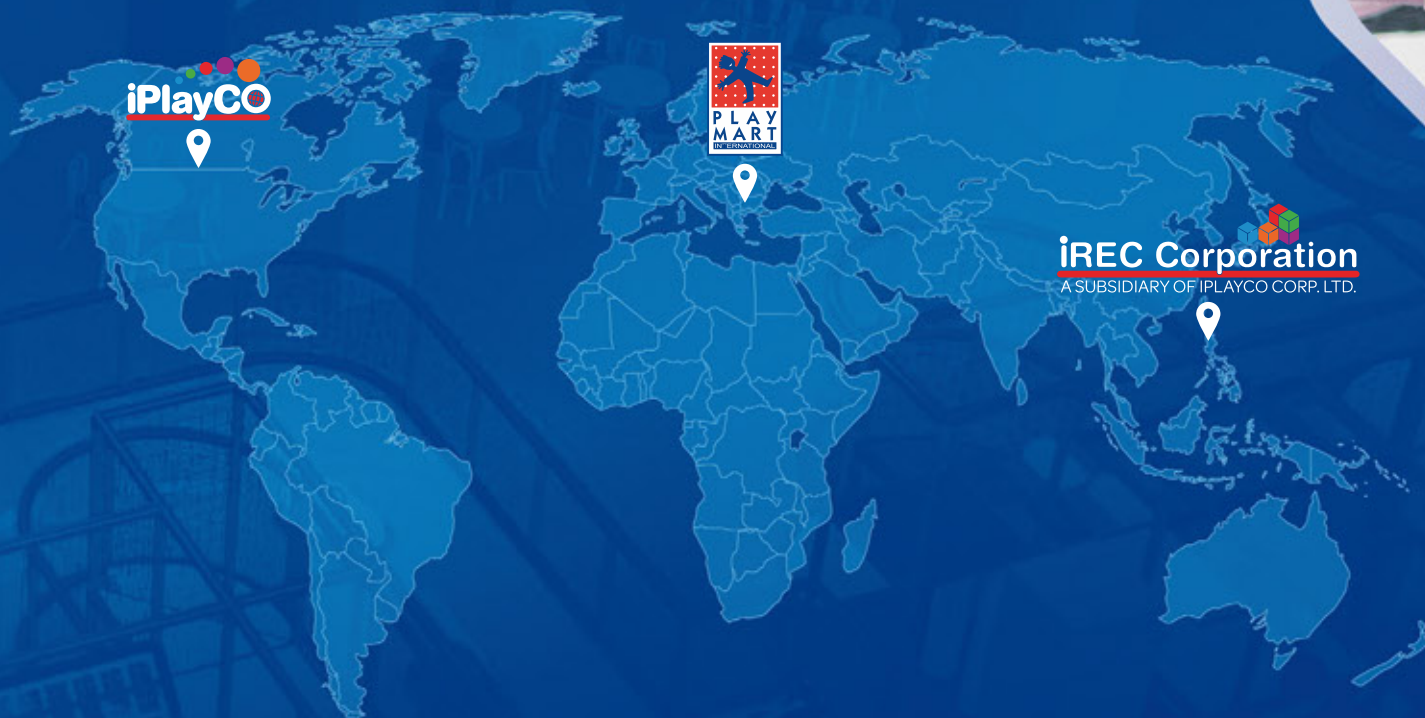 iPlayCO
PLAY
MART
INTERNATIONAL
iREC Corporation
A SUBSIDIARY OF IPLAYCO CORP. LTD.